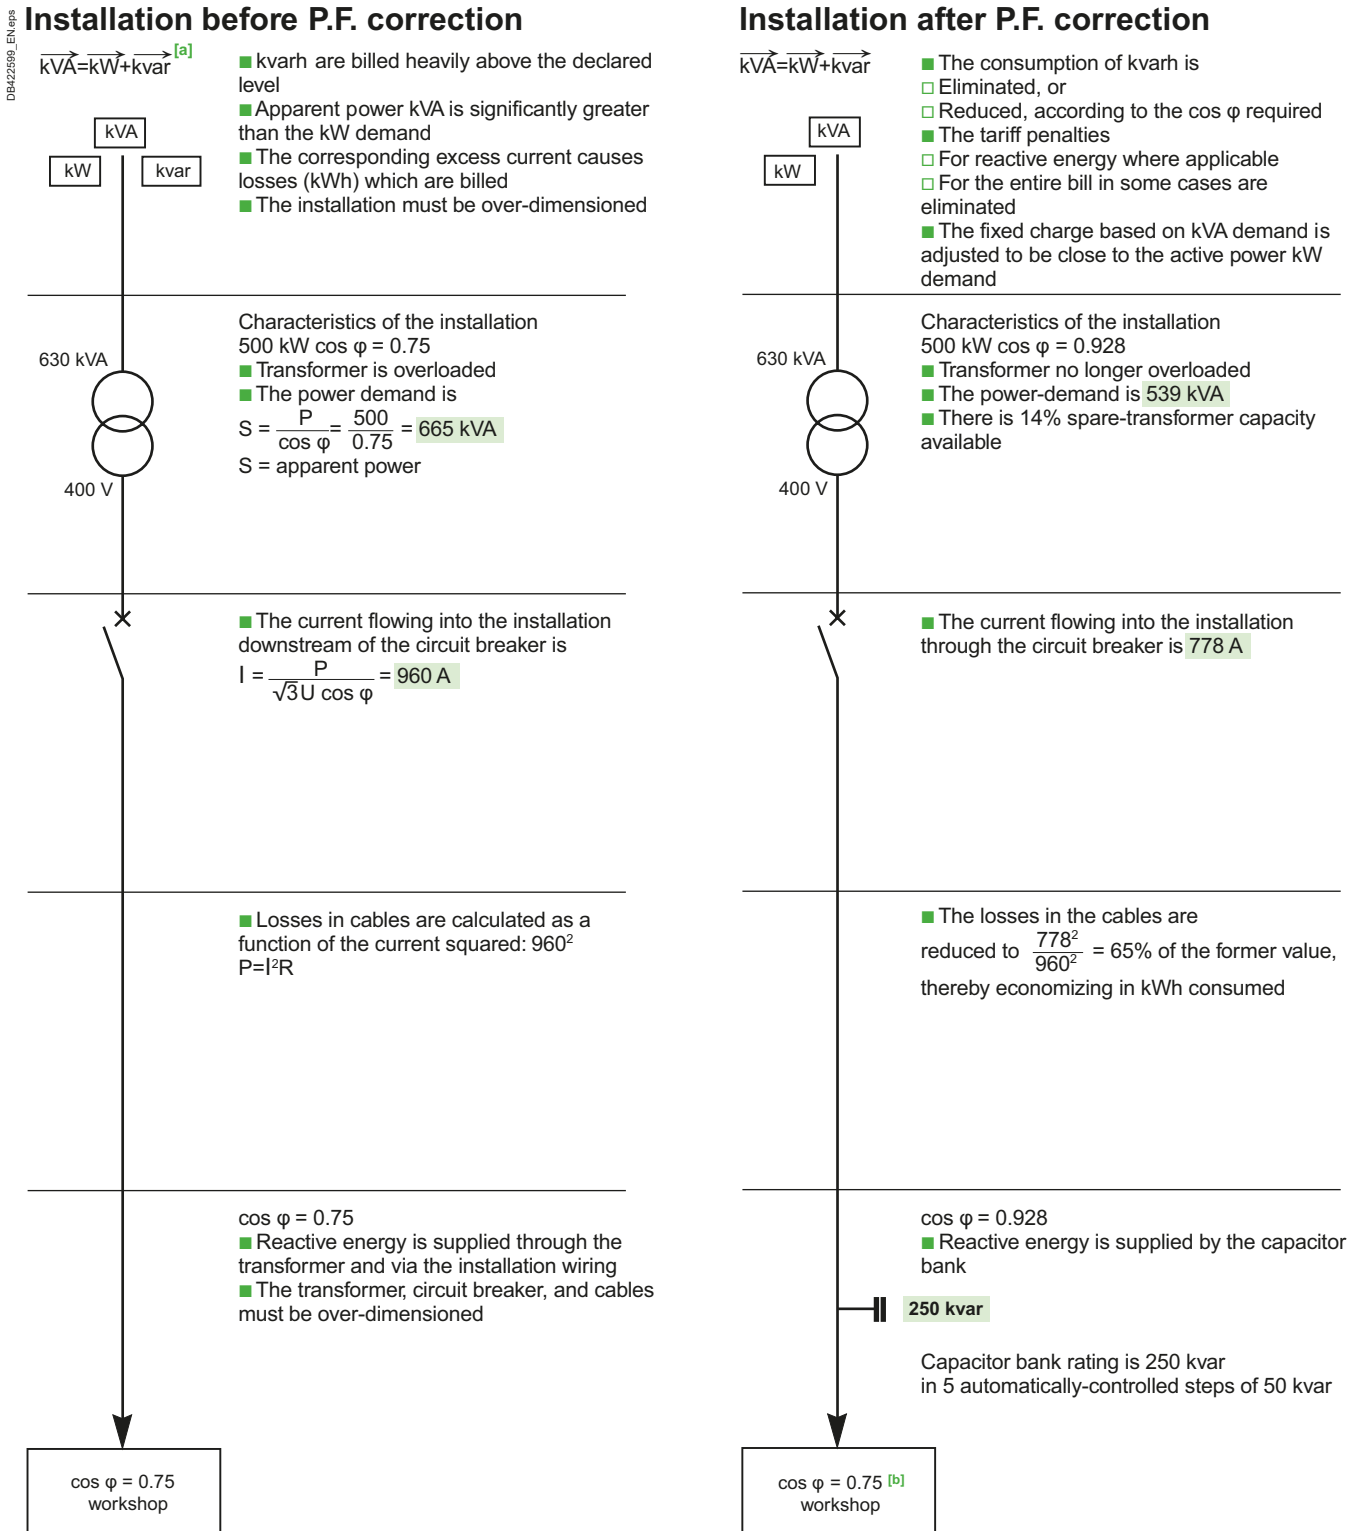 DB422599_EN.eps
Installation before P.F. correction
kVA=kW+kvar [a]
kVA
kW
kvar
■ kvarh are billed heavily above the declared
level
■ Apparent power kVA is significantly greater
than the kW demand
■ The corresponding excess current causes
losses (kWh) which are billed
■ The installation must be over-dimensioned
630 kVA
400 V
Characteristics of the installation
500 kW cos φ = 0.75
■ Transformer is overloaded
■ The power demand is
S = P / cos φ = 500 / 0.75 = 665 kVA
S = apparent power
■ The current flowing into the installation
downstream of the circuit breaker is
I = P / √3 U cos φ = 960 A
■ Losses in cables are calculated as a
function of the current squared: 960²
P=I²R
cos φ = 0.75
■ Reactive energy is supplied through the
transformer and via the installation wiring
■ The transformer, circuit breaker, and cables
must be over-dimensioned
cos φ = 0.75
workshop
Installation after P.F. correction
kVA=kW+kvar
kVA
kW
■ The consumption of kvarh is
□ Eliminated, or
□ Reduced, according to the cos φ required
■ The tariff penalties
□ For reactive energy where applicable
□ For the entire bill in some cases are
eliminated
■ The fixed charge based on kVA demand is
adjusted to be close to the active power kW
demand
630 kVA
400 V
Characteristics of the installation
500 kW cos φ = 0.928
■ Transformer no longer overloaded
■ The power-demand is 539 kVA
■ There is 14% spare-transformer capacity
available
■ The current flowing into the installation
through the circuit breaker is 778 A
■ The losses in the cables are
reduced to 778² / 960² = 65% of the former value,
thereby economizing in kWh consumed
cos φ = 0.928
■ Reactive energy is supplied by the capacitor
bank
250 kvar
Capacitor bank rating is 250 kvar
in 5 automatically-controlled steps of 50 kvar
cos φ = 0.75 [b]
workshop